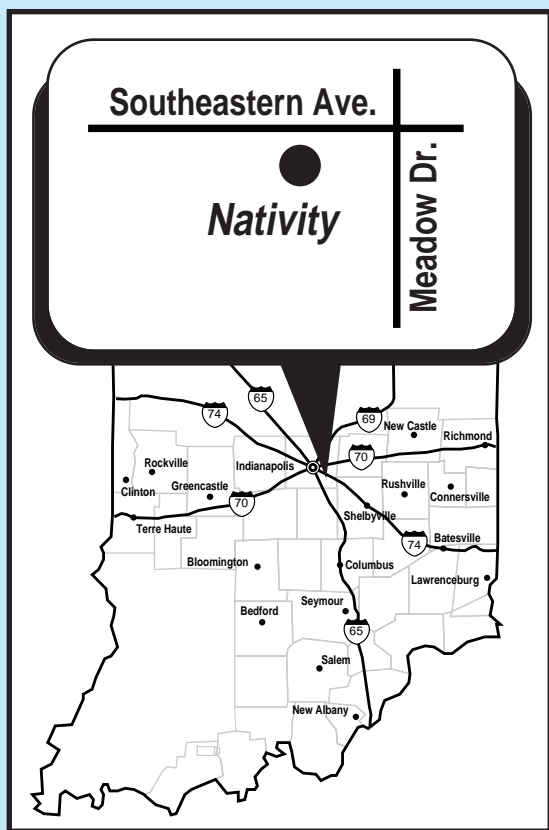 Southeastern Ave.
Meadow Dr.
Nativity
65
74
69
New Castle
Richmond
Indianapolis
70
Rockville
Clinton
Greencastle
70
Rushville
Connersville
Shelbyville
Terre Haute
74
Batesville
Bloomington
Columbus
Lawrenceburg
Seymour
Bedford
65
Salem
New Albany